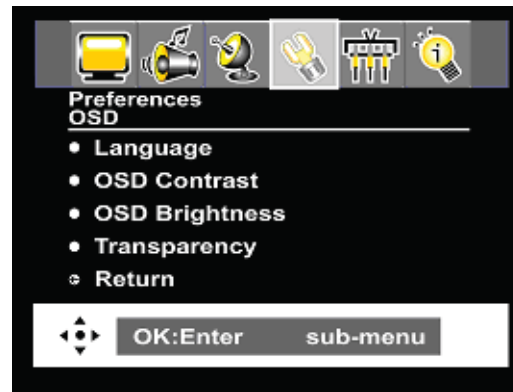 i
Preferences
OSD
Language
OSD Contrast
OSD Brightness
Transparency
Return
OK:Enter sub-menu